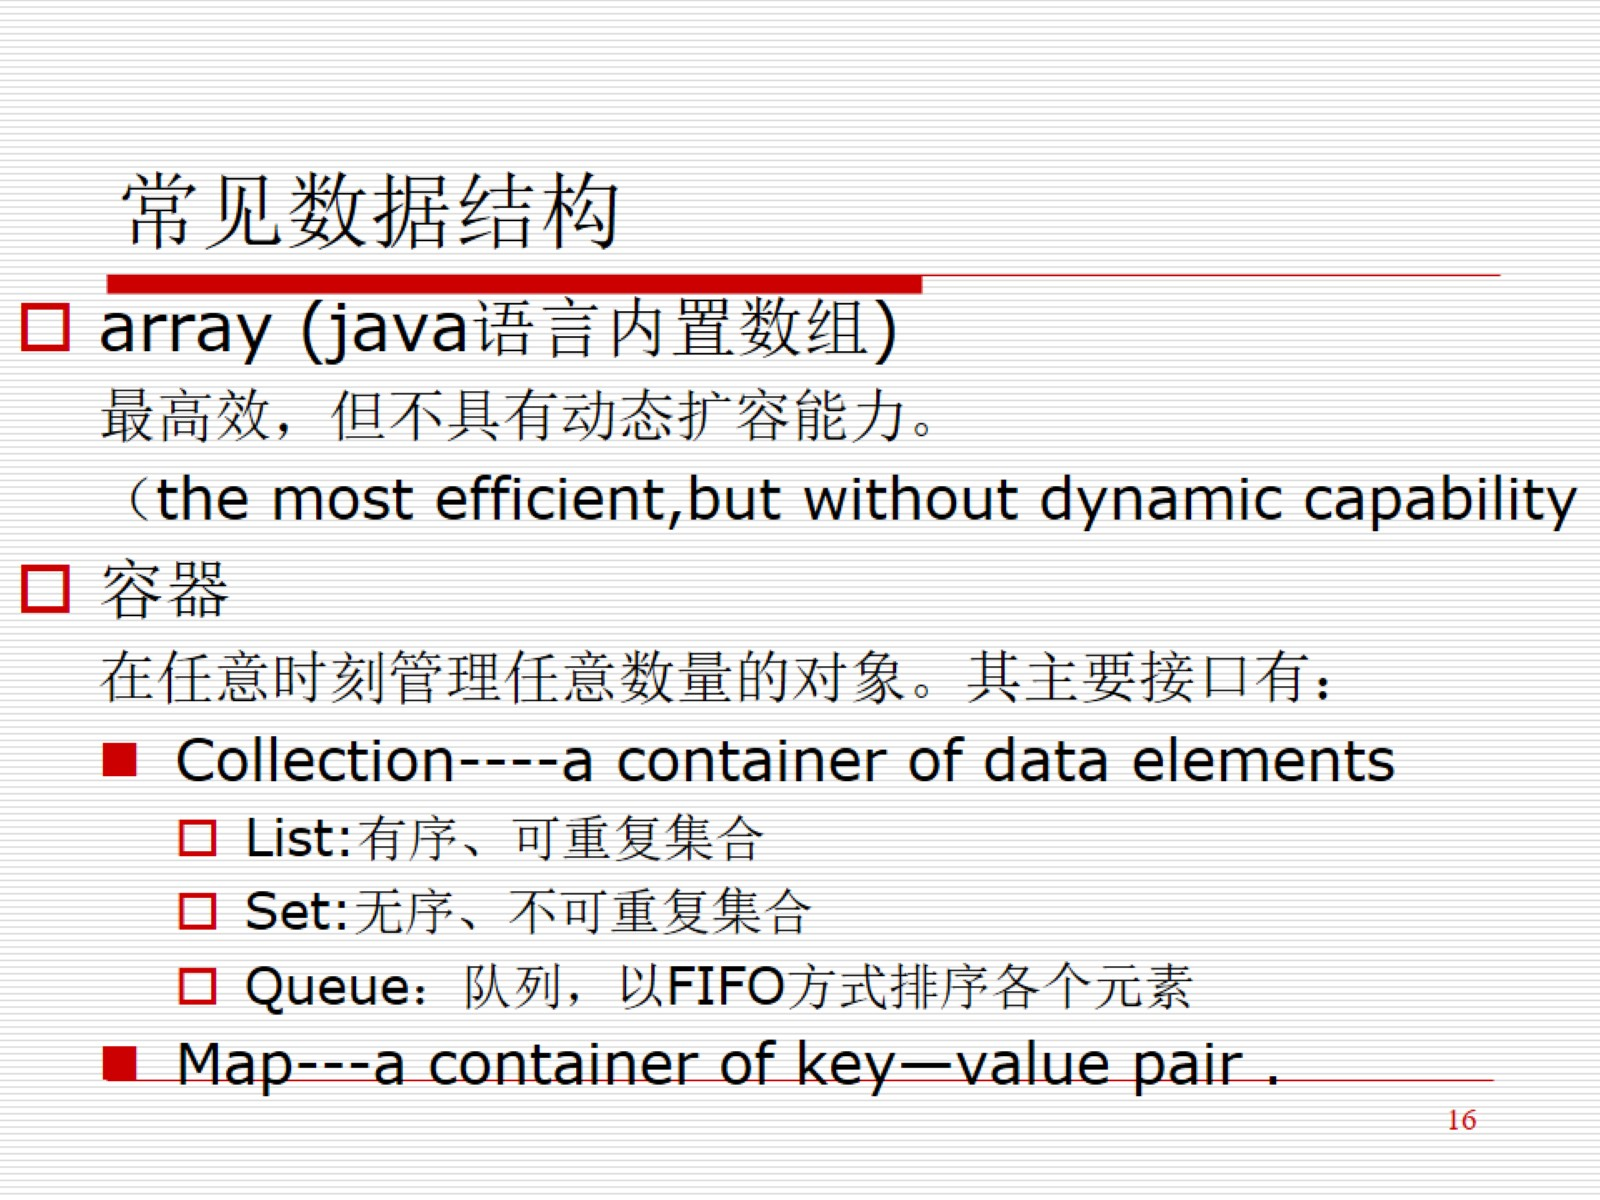 常见数据结构
array (java语言内置数组)
最高效，但不具有动态扩容能力。
（the most efficient,but without dynamic capability
容器
在任意时刻管理任意数量的对象。其主要接口有：
Collection----a container of data elements
List:有序、可重复集合
Set:无序、不可重复集合
Queue：队列，以FIFO方式排序各个元素
Map---a container of key—value pair .
16